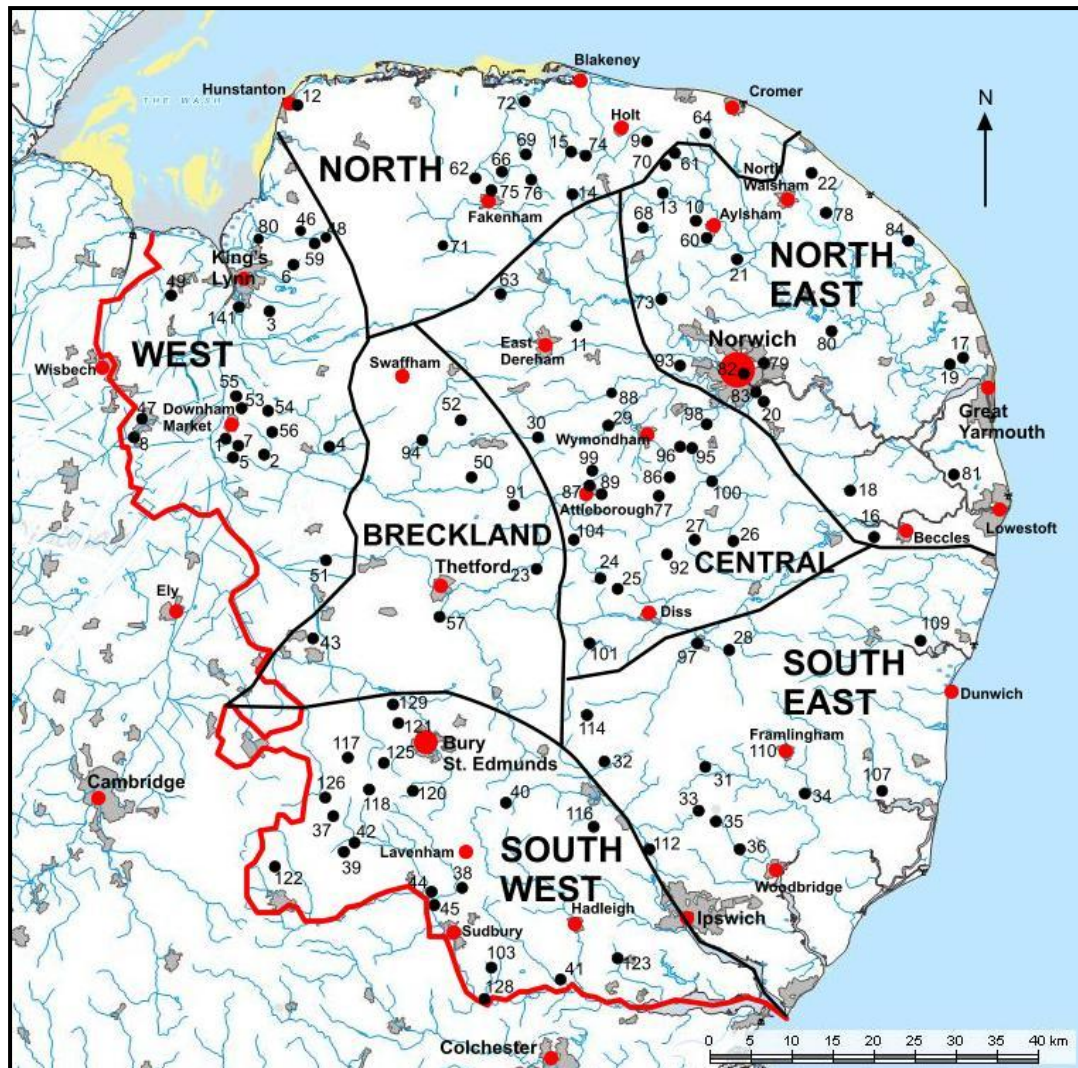 Blakeney
Hunstanton
12
72
Cromer
THE WASH
Holt
64
N
9
69
15
74
70
61
NORTH
66
62
North
Walsham
22
75
76
14
13
Fakenham
10
78
68
Aylsham
80
46
48
84
59
71
60
NORTH
EAST
King's
Lynn
6
21
49
63
73
141
3
11
80
WEST
East
Dereham
Norwich
17
Swaffham
93
79
19
Wisbech
82
55
53
88
83
20
Great
Yarmouth
54
47
Downham
Market
52
29
98
56
30
Wymondham
8
1
7
4
94
96
95
5
2
99
81
50
86
89
87
100
18
91
Attleborough
77
16
Lowestoft
BRECKLAND
104
27
26
Beccles
CENTRAL
51
23
92
Thetford
24
25
Ely
57
Diss
43
28
109
101
97
SOUTH
EAST
Dunwich
129
114
121
Bury
St. Edmunds
Framlingham
110
117
125
32
31
107
Cambridge
126
118
120
40
34
33
37
116
35
42
112
36
Lavenham
SOUTH
WEST
39
122
38
Woodbridge
44
45
Hadleigh
Ipswich
Sudbury
103
123
41
128
Colchester
0 5 10 20 30 40 km